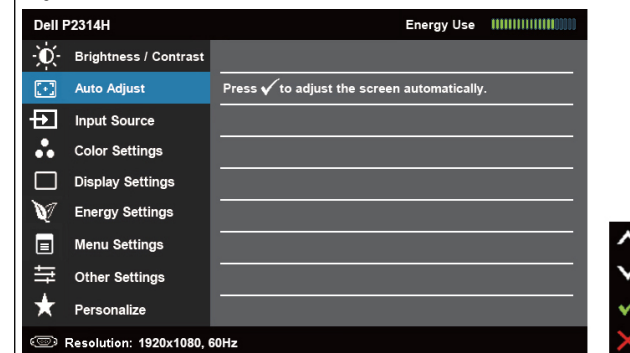 Dell P2314H Energy Use
Brightness / Contrast
Auto Adjust Press ✓ to adjust the screen automatically.
Input Source
Color Settings
Display Settings
Energy Settings
Menu Settings
Other Settings
Personalize
Resolution: 1920x1080, 60Hz